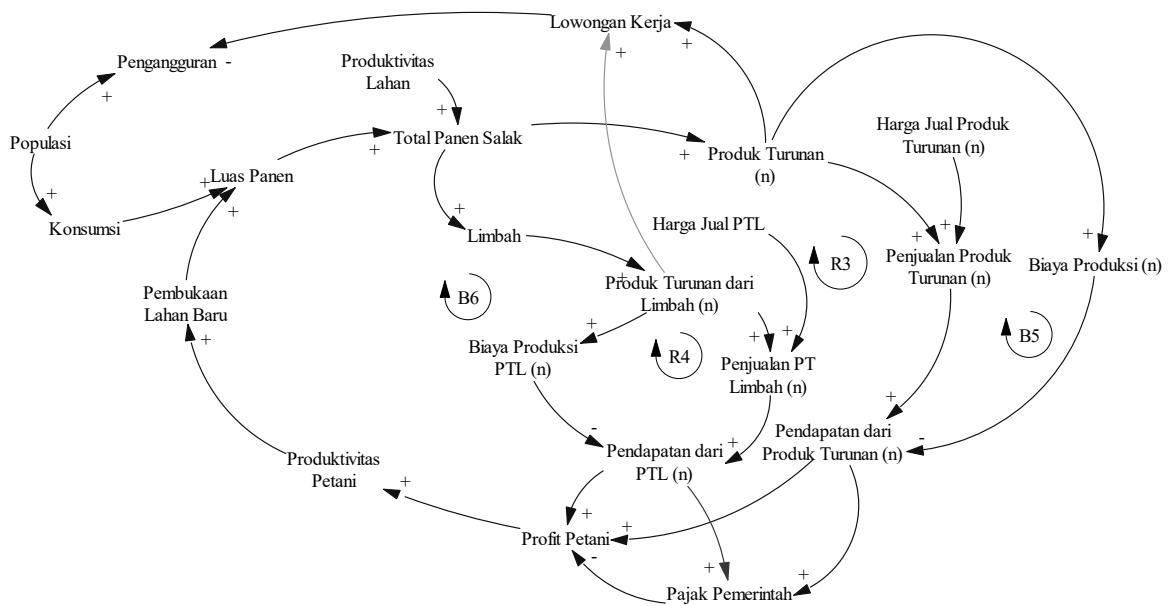 Lowongan Kerja
+
+
Pengangguran -
+
Produktivitas
Lahan
+
Total Panen Salak
+
Populasi
+
Produk Turunan
(n)
+
Harga Jual Produk
Turunan (n)
Luas Panen
+
+
+
Konsumsi
+
Limbah
Harga Jual PTL
R3
+
+
Penjualan Produk
Turunan (n)
+
Biaya Produksi (n)
+
Produk Turunan dari
Limbah (n)
B6
Pembukaan
Lahan Baru
+
+
Biaya Produksi
PTL (n)
R4
+
+
Penjualan PT
Limbah (n)
B5
-
+
Pendapatan dari
PTL (n)
+
-
Pendapatan dari
Produk Turunan (n)
Produktivitas
Petani
+
+
+
Profit Petani
-
+
+
Pajak Pemerintah